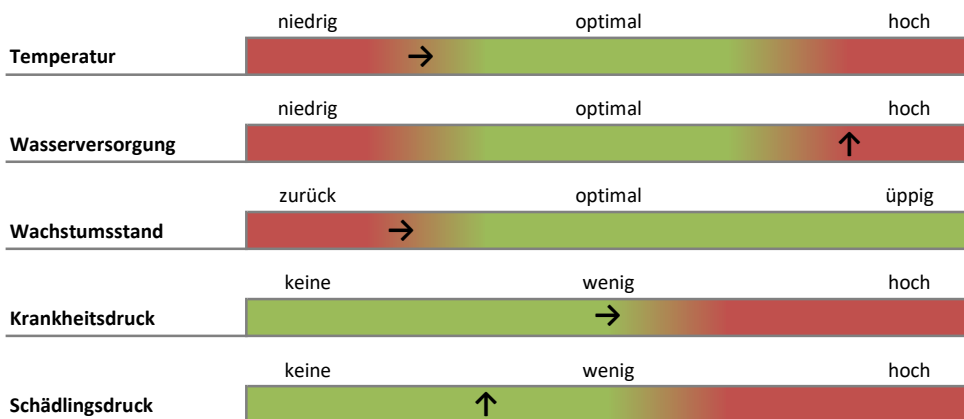 niedrig optimal hoch
Temperatur →
niedrig optimal hoch
Wasserversorgung ↑
zurück optimal üppig
Wachstumsstand →
keine wenig hoch
Krankheitsdruck →
keine wenig hoch
Schädlingsdruck ↑